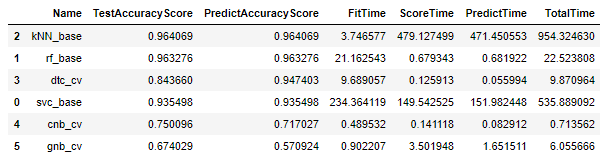 Name TestAccuracyScore PredictAccuracyScore FitTime ScoreTime PredictTime TotalTime
2 kNN_base 0.964069 0.964069 3.746577 479.127499 471.450553 954.324630
1 rf_base 0.963276 0.963276 21.162543 0.679343 0.681922 22.523808
3 dtc_cv 0.843660 0.947403 9.689057 0.125913 0.055994 9.870964
0 svc_base 0.935498 0.935498 234.364119 149.542525 151.982448 535.889092
4 cnb_cv 0.750096 0.717027 0.489532 0.141118 0.082912 0.713562
5 gnb_cv 0.674029 0.570924 0.902207 3.501948 1.651511 6.055666